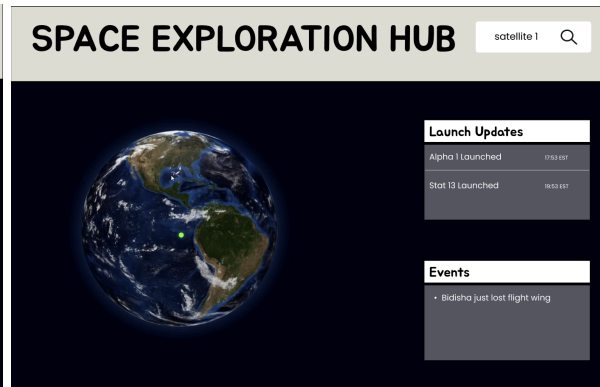 SPACE EXPLORATION HUB
satellite 1
Launch Updates
Alpha 1 Launched 17:53 EST
Stat 13 Launched 19:53 EST
Events
• Bidisha just lost flight wing